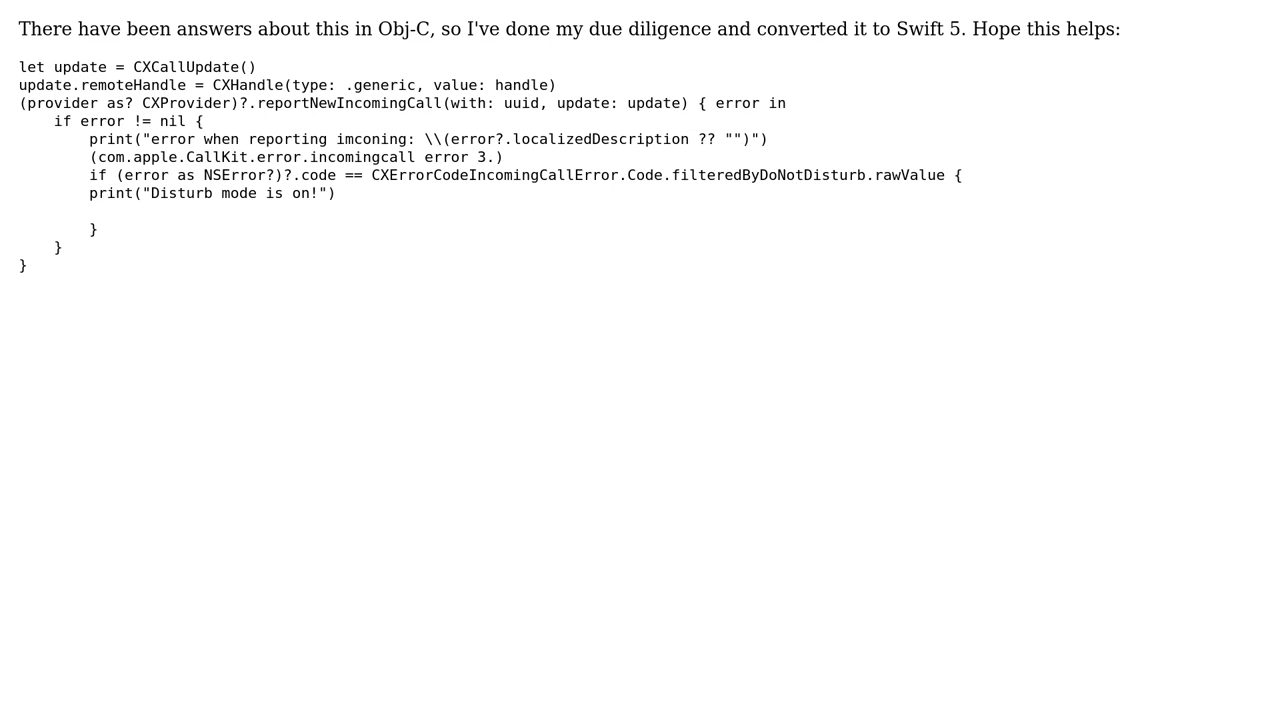 There have been answers about this in Obj-C, so I've done my due diligence and converted it to Swift 5. Hope this helps:
let update = CXCallUpdate()
update.remoteHandle = CXHandle(type: .generic, value: handle)
(provider as? CXProvider)?.reportNewIncomingCall(with: uuid, update: update) { error in
    if error != nil {
        print("error when reporting imconing: \\(error?.localizedDescription ?? "")")
        (com.apple.CallKit.error.incomingcall error 3.)
        if (error as NSError?)?.code == CXErrorCodeIncomingCallError.Code.filteredByDoNotDisturb.rawValue {
        print("Disturb mode is on!")
        }
    }
}